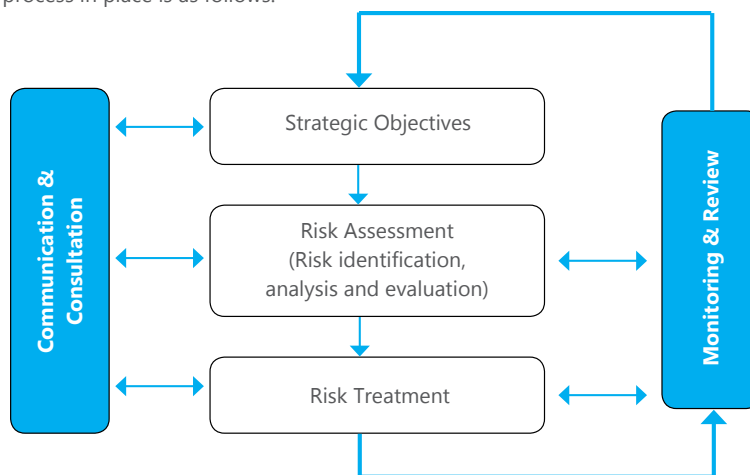 process in place is as follows:
Strategic Objectives
Communication &
Consultation
Risk Assessment
(Risk identification,
analysis and evaluation)
Monitoring & Review
Risk Treatment